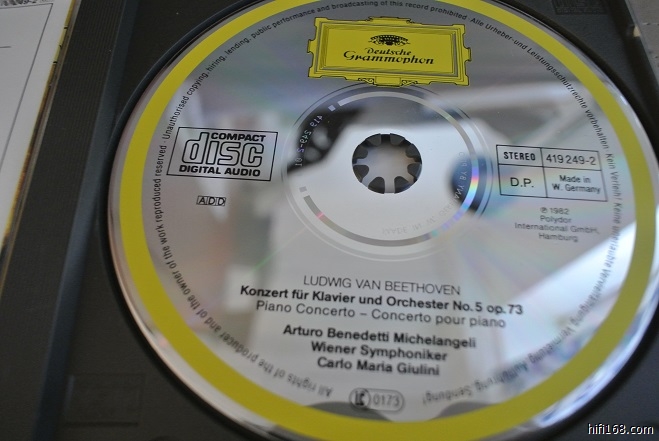 Deutsche
Grammophon
Unauthorised copying, hiring, lending, public performance and broadcasting of this record prohibited · Alle Urheber- und Leistungsschutzrechte vorbehalten · Kein Verleih! Keine
All rights of the producer and of the owner of the work reproduced reserved
Sendung!
COMPACT
disc
DIGITAL AUDIO
ADD
STEREO 419 249-2
D.P. Made in
W. Germany
℗ 1982
Polydor
International GmbH,
Hamburg
LUDWIG VAN BEETHOVEN
Konzert für Klavier und Orchester No. 5 op. 73
Piano Concerto – Concerto pour piano
Arturo Benedetti Michelangeli
Wiener Symphoniker
Carlo Maria Giulini
LC 0173
hifi168.com